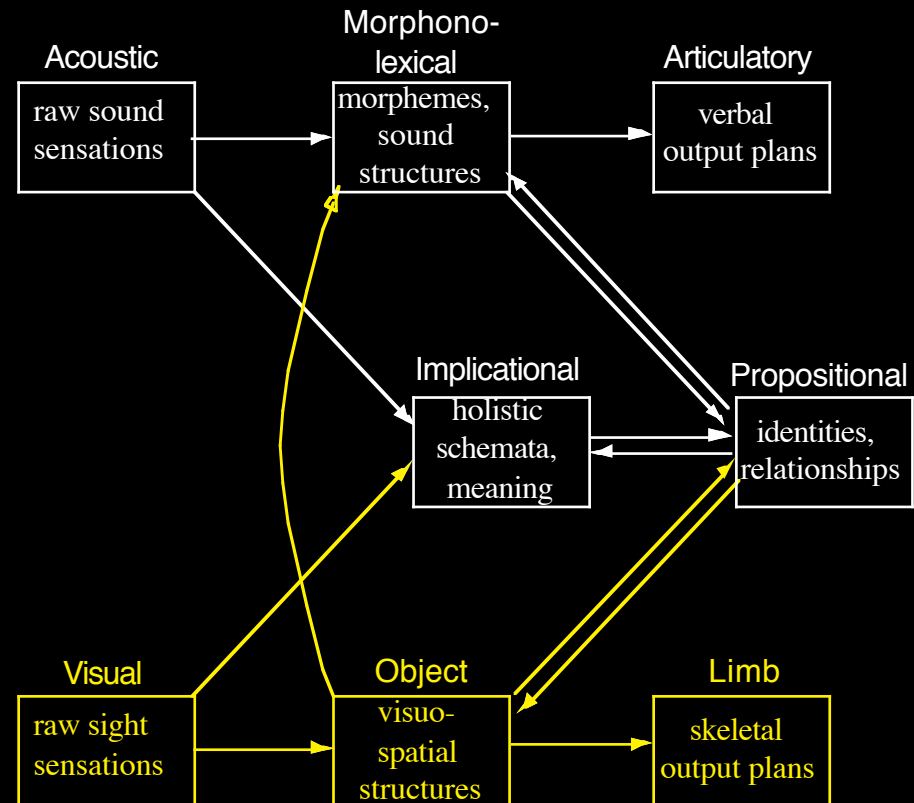 Acoustic
raw sound
sensations
Morphono-
lexical
morphemes,
sound
structures
Articulatory
verbal
output plans
Implicational
holistic
schemata,
meaning
Propositional
identities,
relationships
Visual
raw sight
sensations
Object
visuo-
spatial
structures
Limb
skeletal
output plans